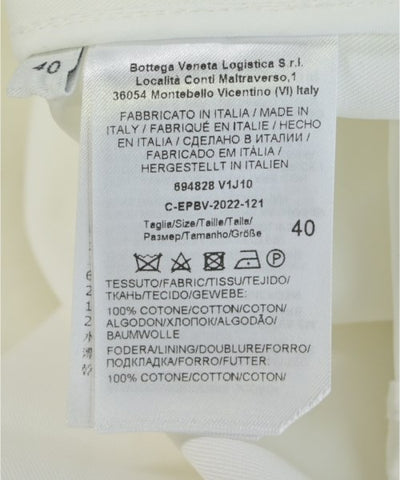 40
Bottega Veneta Logistica S.r.l.
Località Conti Maltraverso,1
36054 Montebello Vicentino (VI) Italy
FABBRICATO IN ITALIA / MADE IN
ITALY / FABRIQUÉ EN ITALIE / HECHO
EN ITALIA / СДЕЛАНО В ИТАЛИИ /
FABRICADO EM ITÁLIA /
HERGESTELLT IN ITALIEN
694828 V1J10
C-EPBV-2022-121
Taglia/Size/Taille/Talla/
Размер/Tamanho/Größe 40
TESSUTO/FABRIC/TISSU/TEJIDO/
ТКАНЬ/TECIDO/GEWEBE:
100% COTONE/COTTON/COTON/
ALGODON/ХЛОПОК/ALGODÃO/
BAUMWOLLE
FODERA/LINING/DOUBLURE/FORRO/
ПОДКЛАДКА/FORRO/FUTTER:
100% COTONE/COTTON/COTON/